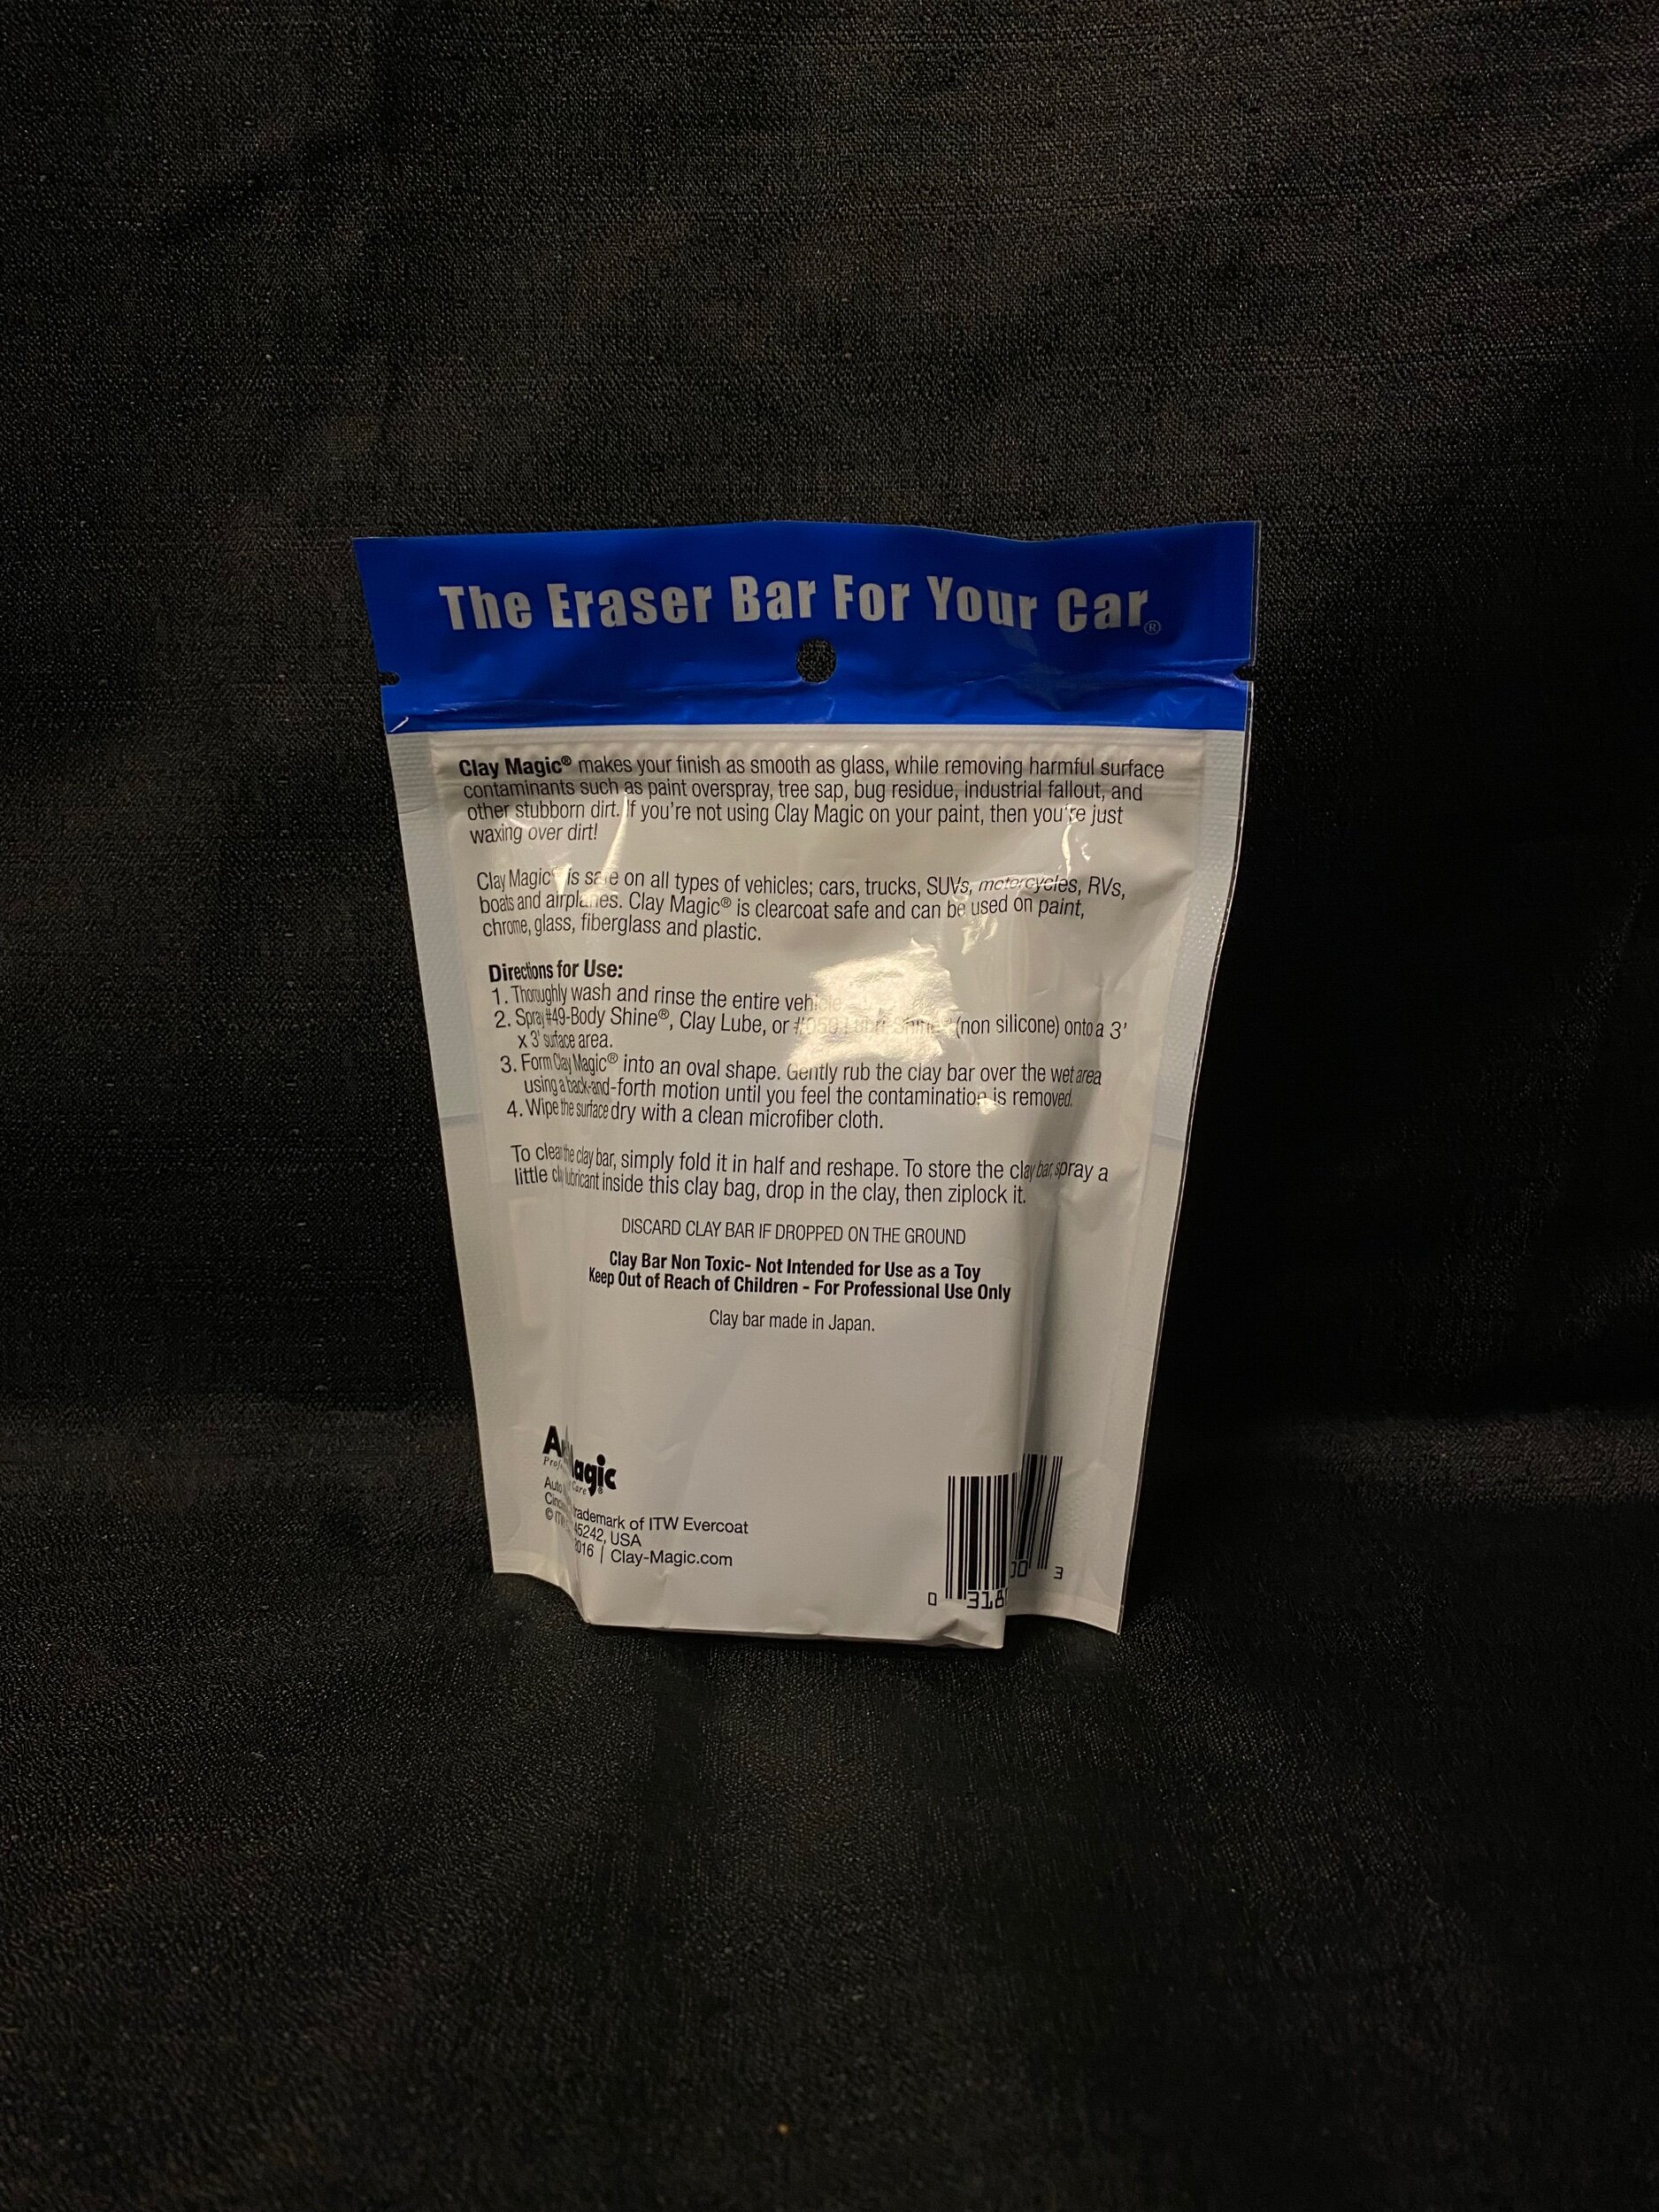 The Eraser Bar For Your Car®
Clay Magic® makes your finish as smooth as glass, while removing harmful surface
contaminants such as paint overspray, tree sap, bug residue, industrial fallout, and
other stubborn dirt. If you're not using Clay Magic on your paint, then you're just
waxing over dirt!
Clay Magic® is safe on all types of vehicles; cars, trucks, SUVs, motorcycles, RVs,
boats and airplanes. Clay Magic® is clearcoat safe and can be used on paint,
chrome, glass, fiberglass and plastic.
Directions for Use:
1. Thoroughly wash and rinse the entire vehicle.
2. Spray #49-Body Shine®, Clay Lube, or (non silicone) onto a 3'
x 3' surface area.
3. Form Clay Magic® into an oval shape. Gently rub the clay bar over the wet area
using a back-and-forth motion until you feel the contamination is removed.
4. Wipe the surface dry with a clean microfiber cloth.
To clean the clay bar, simply fold it in half and reshape. To store the clay bar, spray a
little clay lubricant inside this clay bag, drop in the clay, then ziplock it.
DISCARD CLAY BAR IF DROPPED ON THE GROUND
Clay Bar Non Toxic- Not Intended for Use as a Toy
Keep Out of Reach of Children - For Professional Use Only
Clay bar made in Japan.
Auto trademark of ITW Evercoat
45242, USA
© 2016 | Clay-Magic.com
0 318 00 3